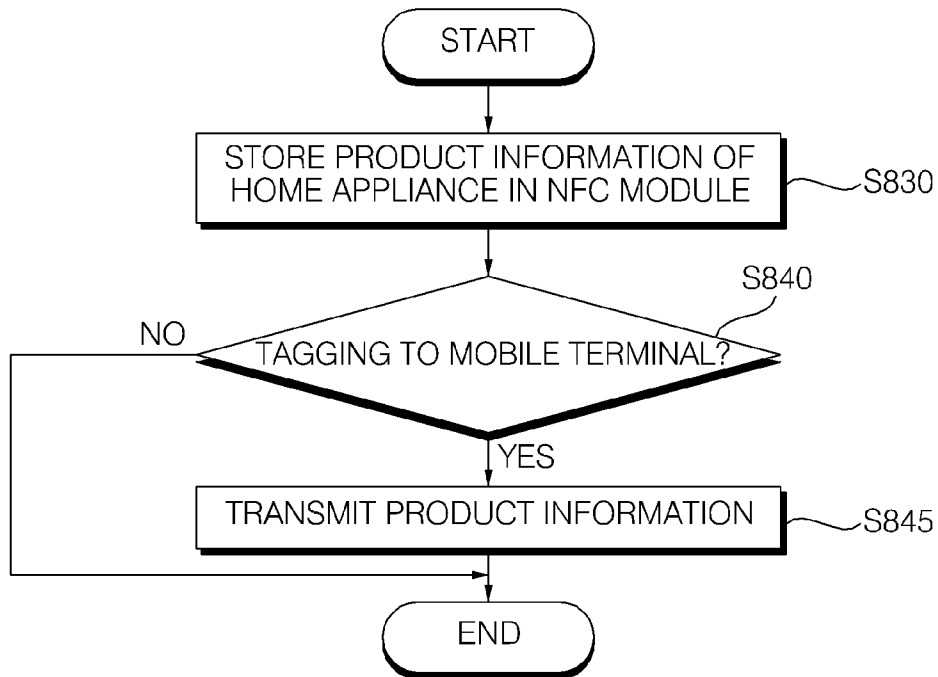 START
STORE PRODUCT INFORMATION OF
HOME APPLIANCE IN NFC MODULE
S830
S840
NO
TAGGING TO MOBILE TERMINAL?
YES
TRANSMIT PRODUCT INFORMATION
S845
END